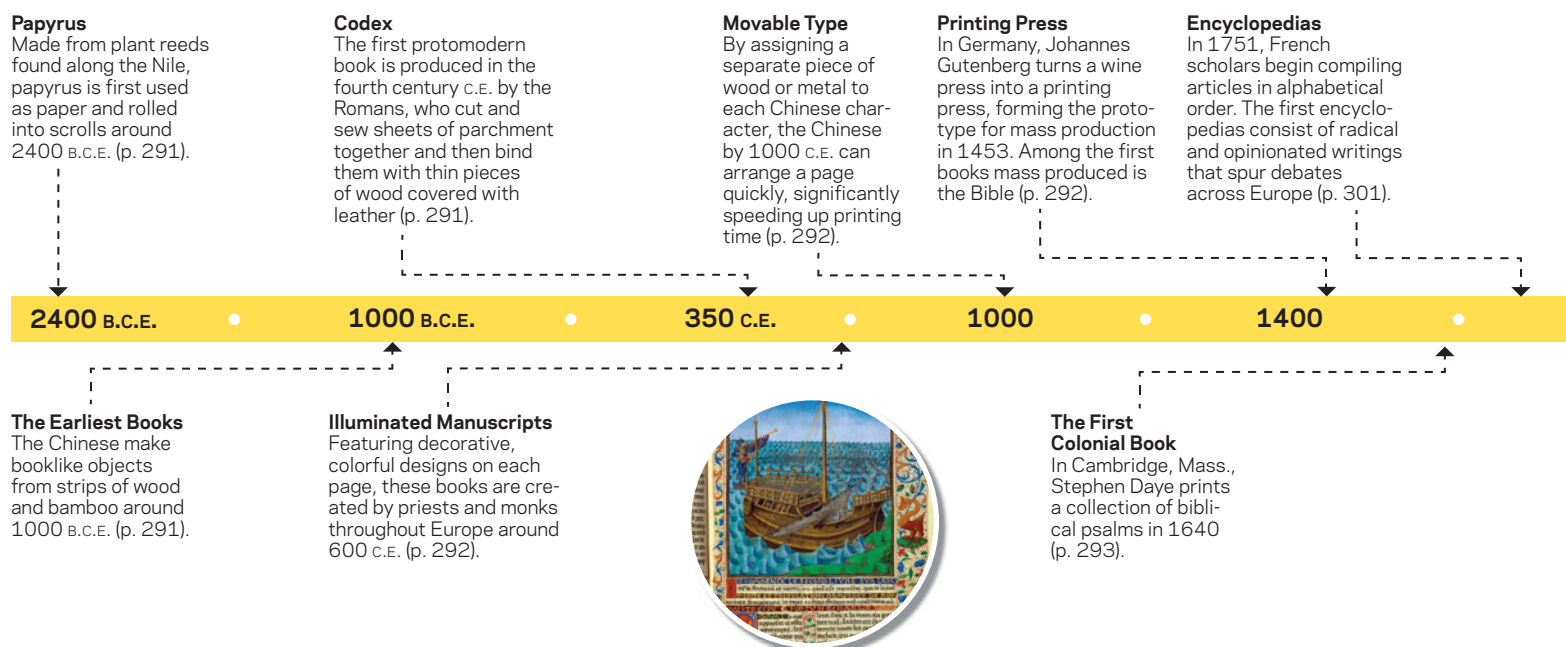 Papyrus
Made from plant reeds
found along the Nile,
papyrus is first used
as paper and rolled
into scrolls around
2400 B.C.E. (p. 291).
Codex
The first protomodern
book is produced in the
fourth century C.E. by the
Romans, who cut and
sew sheets of parchment
together and then bind
them with thin pieces
of wood covered with
leather (p. 291).
Movable Type
By assigning a
separate piece of
wood or metal to
each Chinese char-
acter, the Chinese
by 1000 C.E. can
arrange a page
quickly, significantly
speeding up printing
time (p. 292).
Printing Press
In Germany, Johannes
Gutenberg turns a wine
press into a printing
press, forming the proto-
type for mass production
in 1453. Among the first
books mass produced is
the Bible (p. 292).
Encyclopedias
In 1751, French
scholars begin compiling
articles in alphabetical
order. The first encyclo-
pedias consist of radical
and opinionated writings
that spur debates
across Europe (p. 301).
2400 B.C.E. 1000 B.C.E. 350 C.E. 1000 1400
The Earliest Books
The Chinese make
booklike objects
from strips of wood
and bamboo around
1000 B.C.E. (p. 291).
Illuminated Manuscripts
Featuring decorative,
colorful designs on each
page, these books are cre-
ated by priests and monks
throughout Europe around
600 C.E. (p. 292).
The First
Colonial Book
In Cambridge, Mass.,
Stephen Daye prints
a collection of bibli-
cal psalms in 1640
(p. 293).